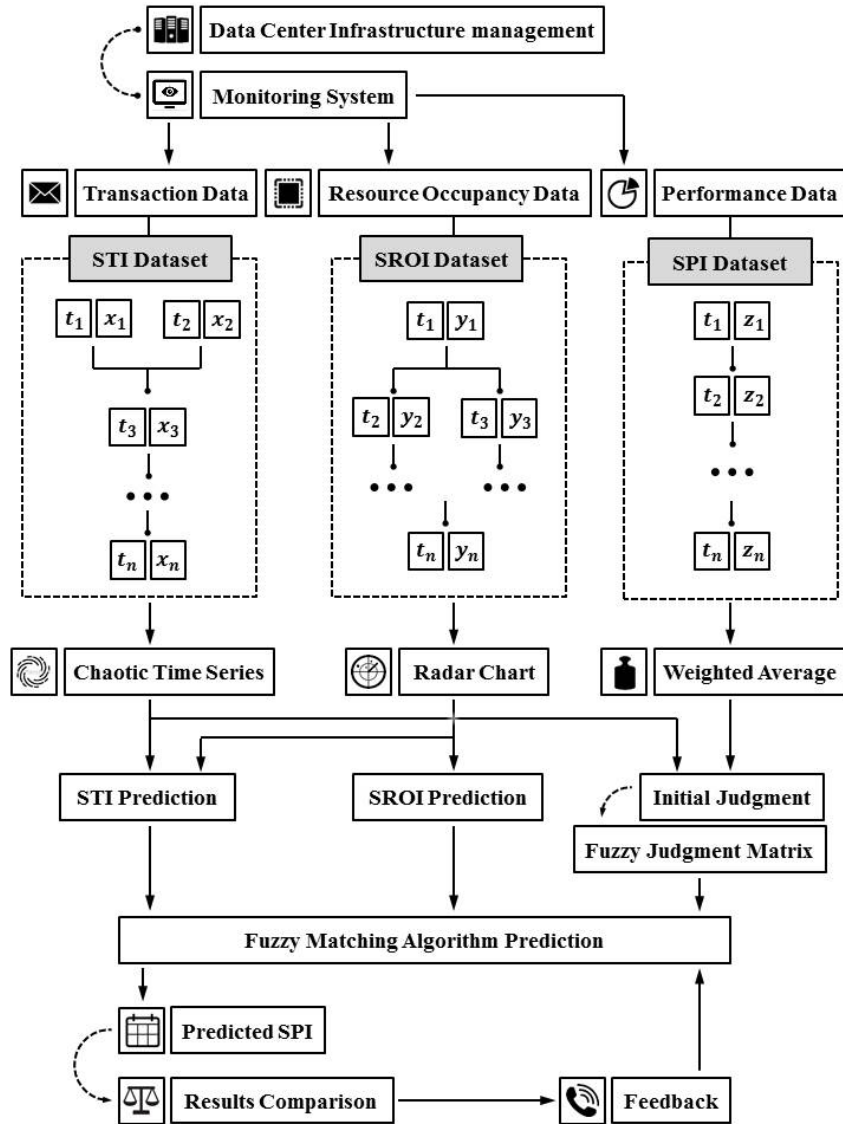 Data Center Infrastructure management
Monitoring System
Transaction Data
Resource Occupancy Data
Performance Data
STI Dataset
SROI Dataset
SPI Dataset
t₁ x₁ t₂ x₂
t₁ y₁
t₁ z₁
t₂ z₂
t₃ x₃
t₂ y₂ t₃ y₃
•••
••• •••
•••
tₙ xₙ
tₙ yₙ
tₙ zₙ
Chaotic Time Series
Radar Chart
Weighted Average
STI Prediction
SROI Prediction
Initial Judgment
Fuzzy Judgment Matrix
Fuzzy Matching Algorithm Prediction
Predicted SPI
Results Comparison
Feedback